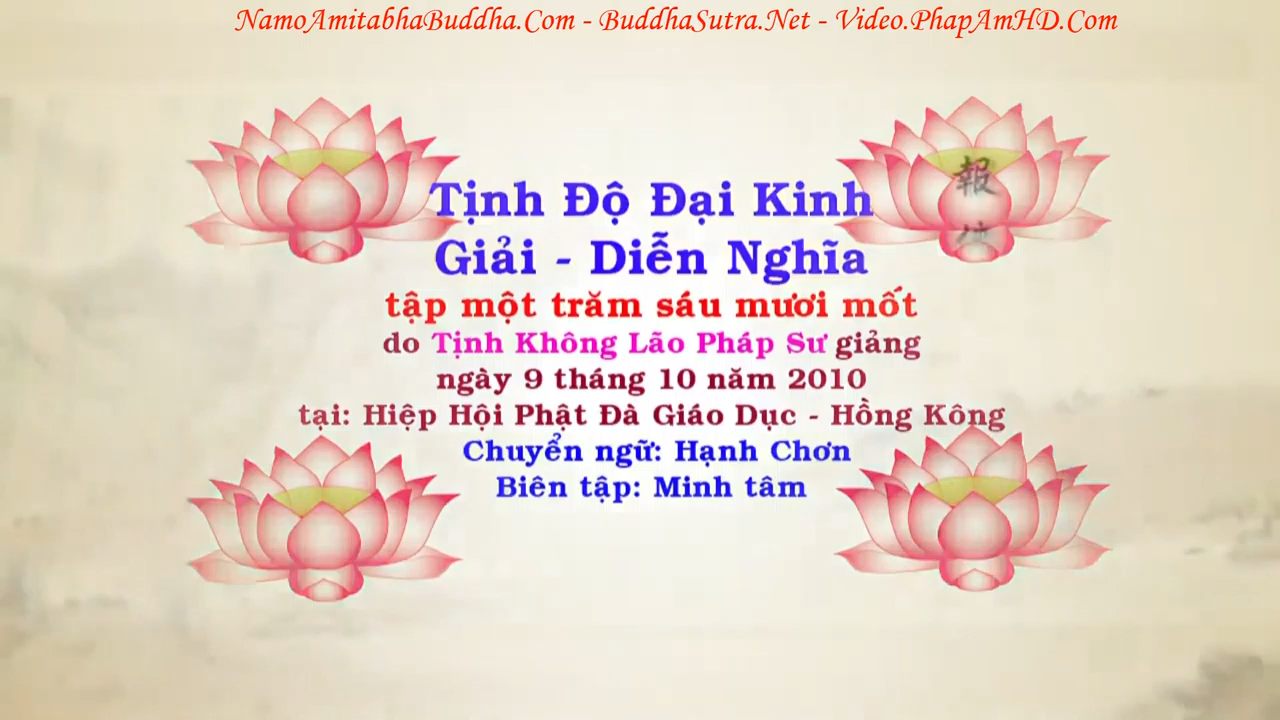 NamoAmitabhaBuddha.Com - BuddhaSutra.Net - Video.PhapAmHD.Com
Tịnh Độ Đại Kinh
Giải - Diễn Nghĩa
tập một trăm sáu mươi mốt
do Tịnh Không Lão Pháp Sư giảng
ngày 9 tháng 10 năm 2010
tại: Hiệp Hội Phật Đà Giáo Dục - Hồng Kông
Chuyển ngữ: Hạnh Chơn
Biên tập: Minh tâm
報